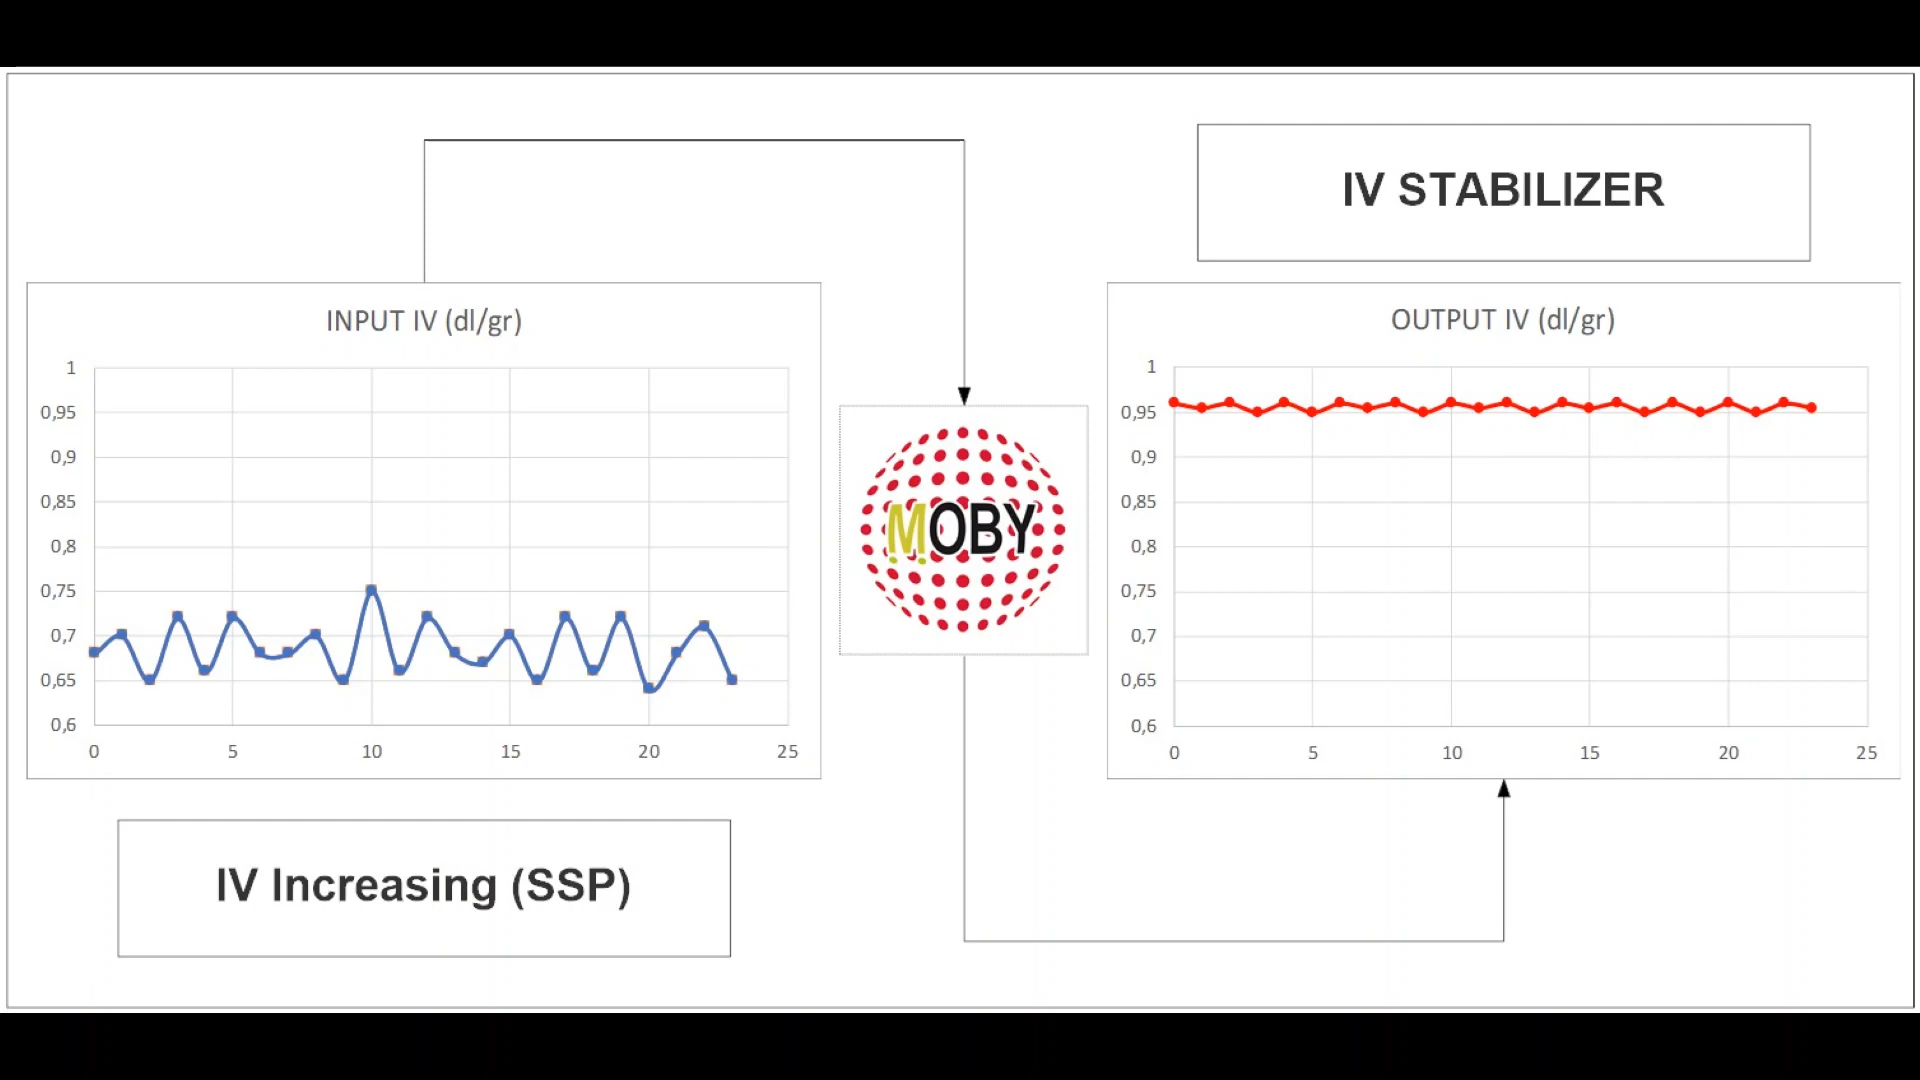 IV STABILIZER
INPUT IV (dl/gr)
1
0,95
0,9
0,85
0,8
0,75
0,7
0,65
0,6
0 5 10 15 20 25
MOBY
OUTPUT IV (dl/gr)
1
0,95
0,9
0,85
0,8
0,75
0,7
0,65
0,6
0 5 10 15 20 25
IV Increasing (SSP)